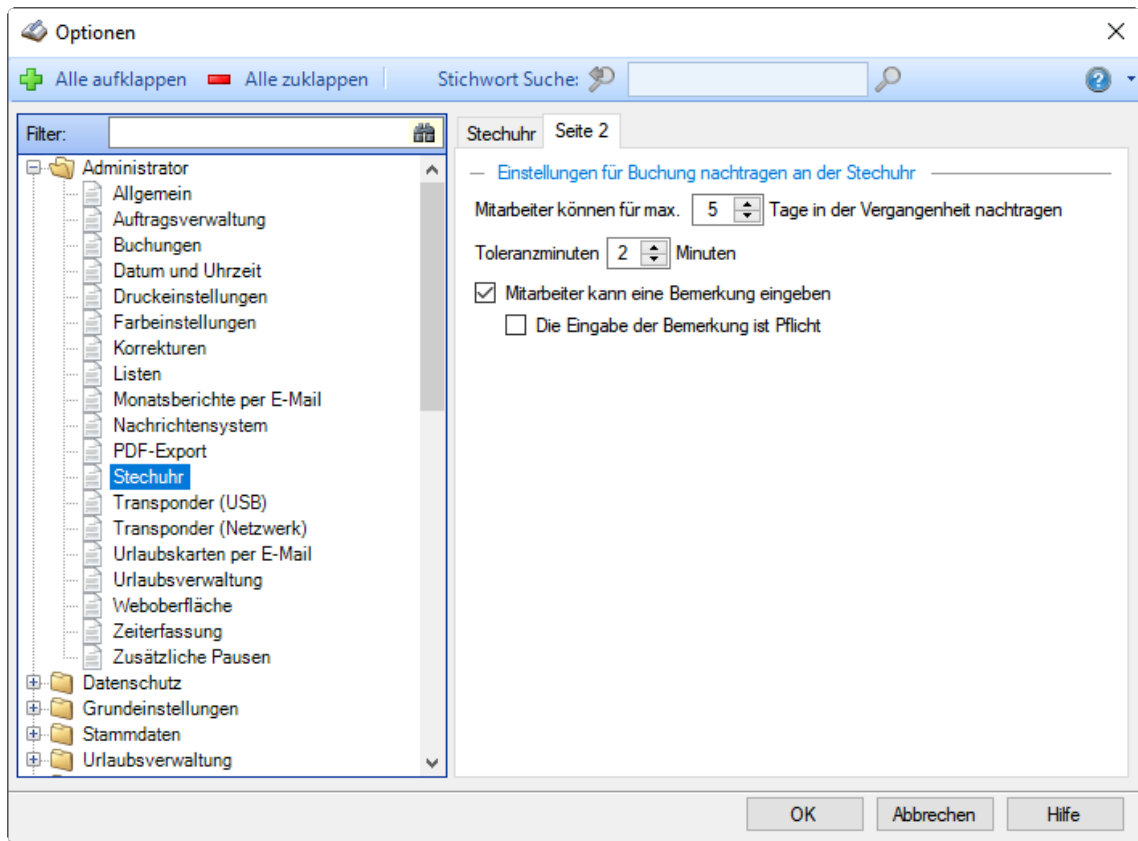 Optionen
Alle aufklappen Alle zuklappen Stichwort Suche:
Filter:
Administrator
Allgemein
Auftragsverwaltung
Buchungen
Datum und Uhrzeit
Druckeinstellungen
Farbeinstellungen
Korrekturen
Listen
Monatsberichte per E-Mail
Nachrichtensystem
PDF-Export
Stechuhr
Transponder (USB)
Transponder (Netzwerk)
Urlaubskarten per E-Mail
Urlaubsverwaltung
Weboberfläche
Zeiterfassung
Zusätzliche Pausen
Datenschutz
Grundeinstellungen
Stammdaten
Urlaubsverwaltung
Stechuhr Seite 2
Einstellungen für Buchung nachtragen an der Stechuhr
Mitarbeiter können für max. 5 Tage in der Vergangenheit nachtragen
Toleranzminuten 2 Minuten
Mitarbeiter kann eine Bemerkung eingeben
Die Eingabe der Bemerkung ist Pflicht
OK Abbrechen Hilfe